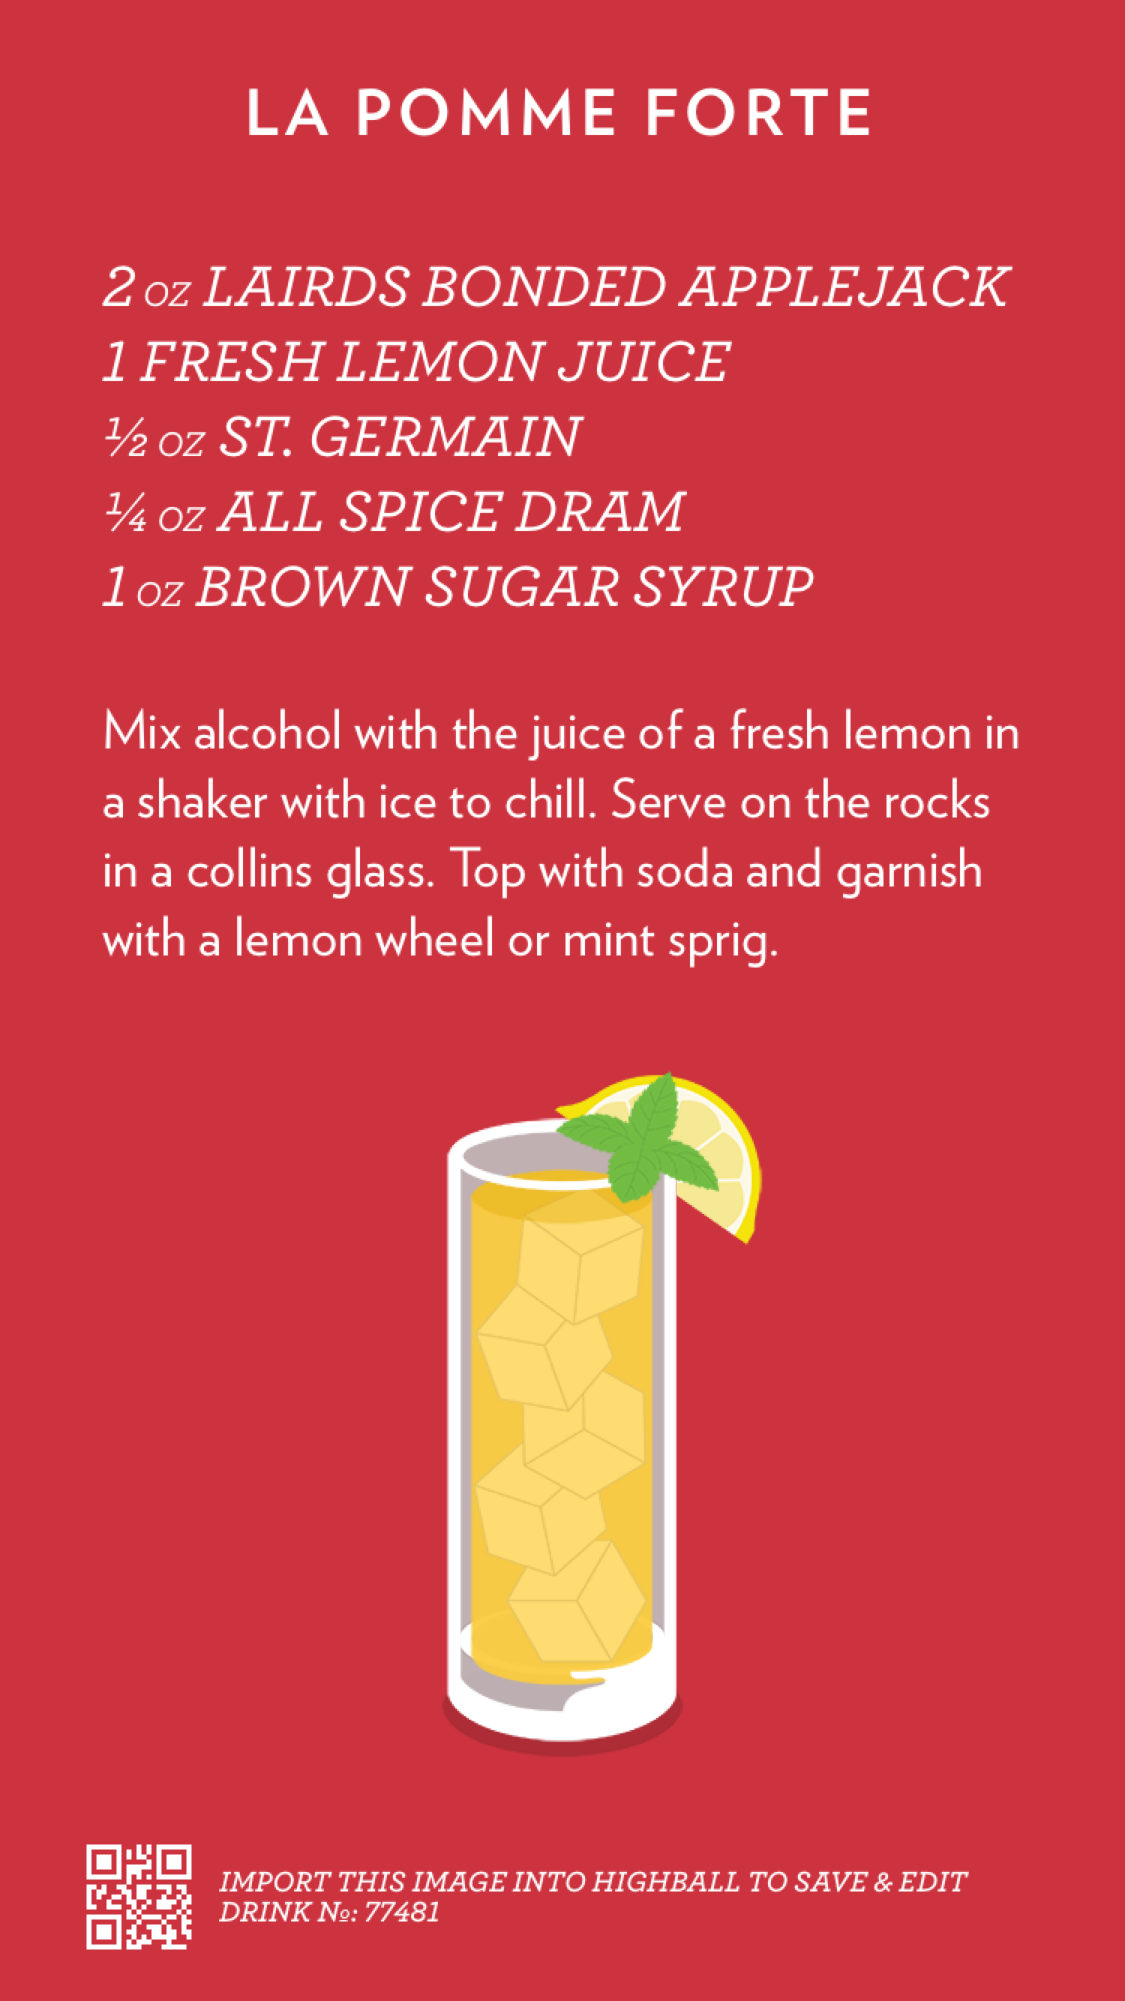 LA POMME FORTE
2 oz LAIRDS BONDED APPLEJACK
1 FRESH LEMON JUICE
½ oz ST. GERMAIN
¼ oz ALL SPICE DRAM
1 oz BROWN SUGAR SYRUP
Mix alcohol with the juice of a fresh lemon in
a shaker with ice to chill. Serve on the rocks
in a collins glass. Top with soda and garnish
with a lemon wheel or mint sprig.
IMPORT THIS IMAGE INTO HIGHBALL TO SAVE & EDIT
DRINK №: 77481